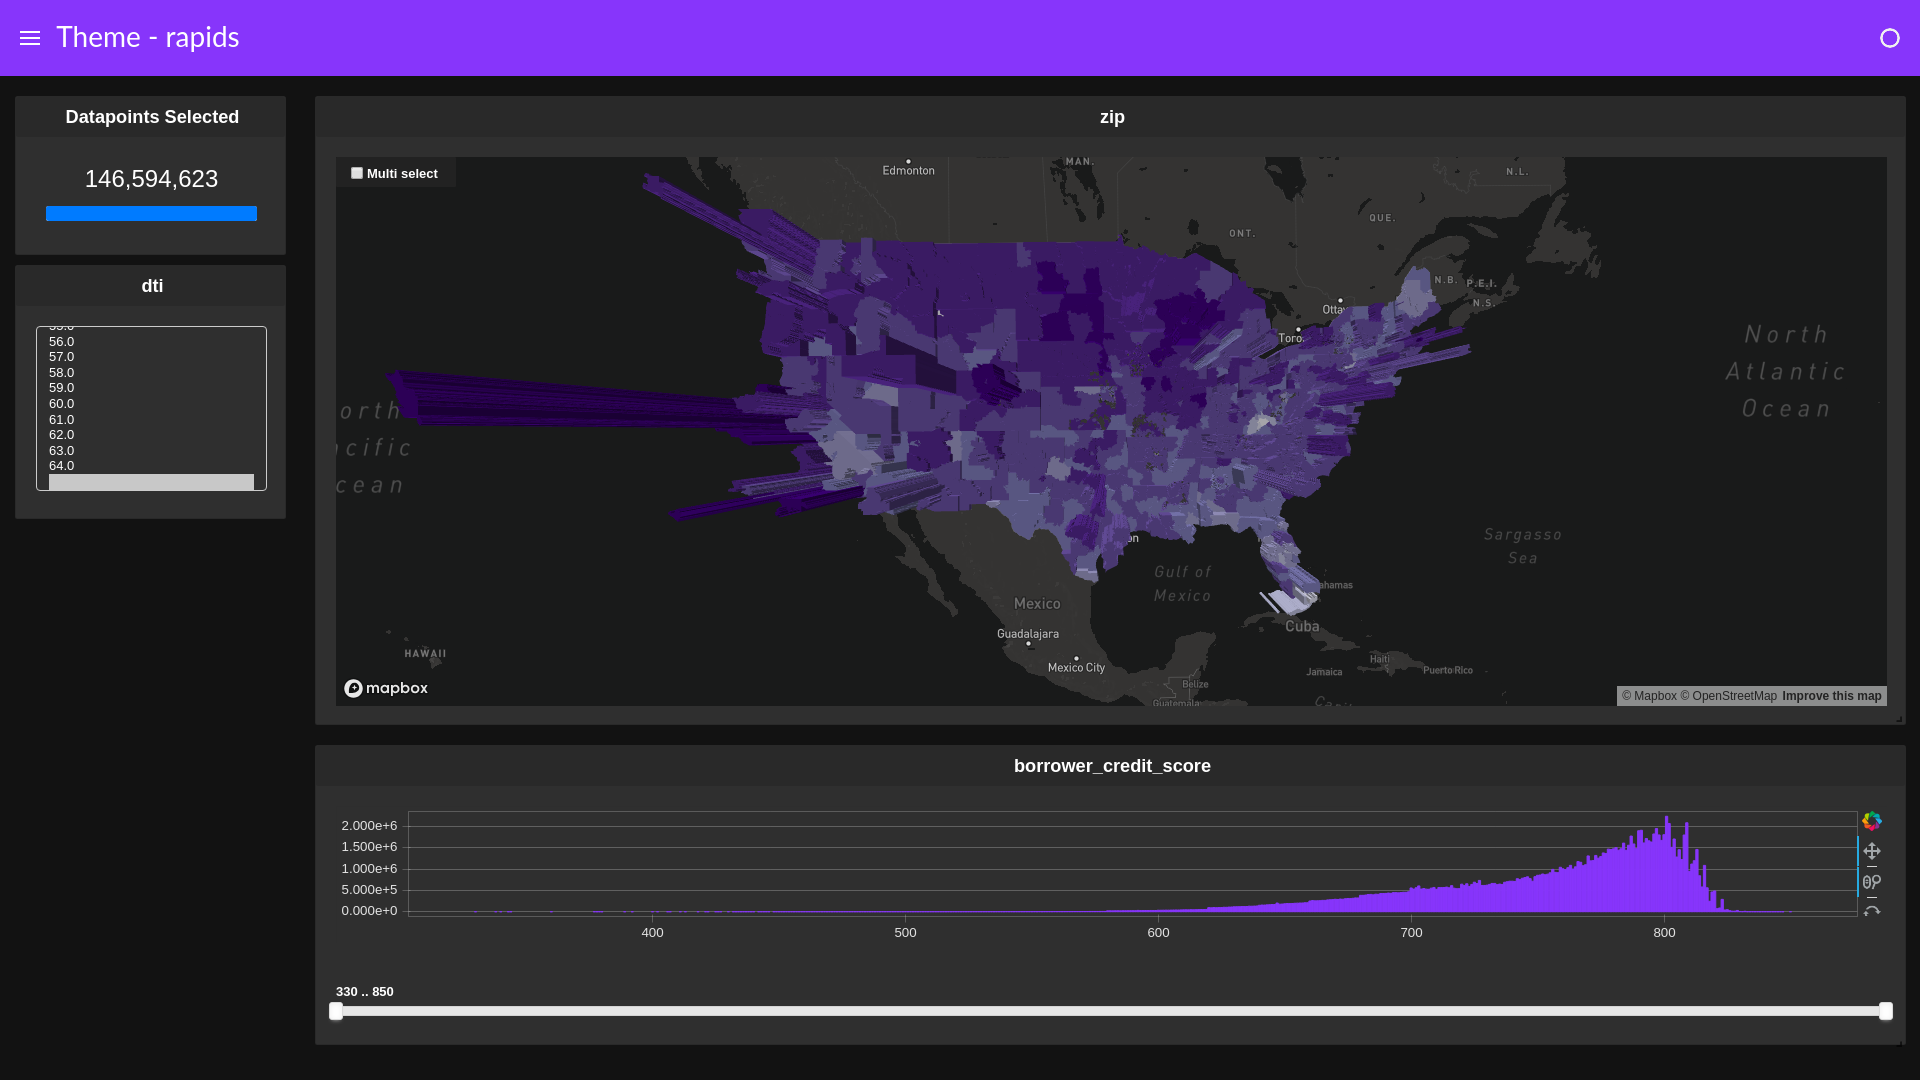 Theme - rapids
Datapoints Selected
146,594,623
dti
56.0
57.0
58.0
59.0
60.0
61.0
62.0
63.0
64.0
zip
Multi select
Edmonton
MAN.
N.L.
QUE.
ONT.
N.B.
P.E.I.
N.S.
Otta
Toro.
North
Atlantic
Ocean
orth
cific
cean
Sargasso
Sea
on
Gulf of
Mexico
ahamas
Mexico
Cuba
Guadalajara
HAWAII
Mexico City
Haiti
Jamaica
Puerto Rico
Belize
Guatemala
mapbox
© Mapbox © OpenStreetMap Improve this map
borrower_credit_score
2.000e+6
1.500e+6
1.000e+6
5.000e+5
0.000e+0
400 500 600 700 800
330 .. 850